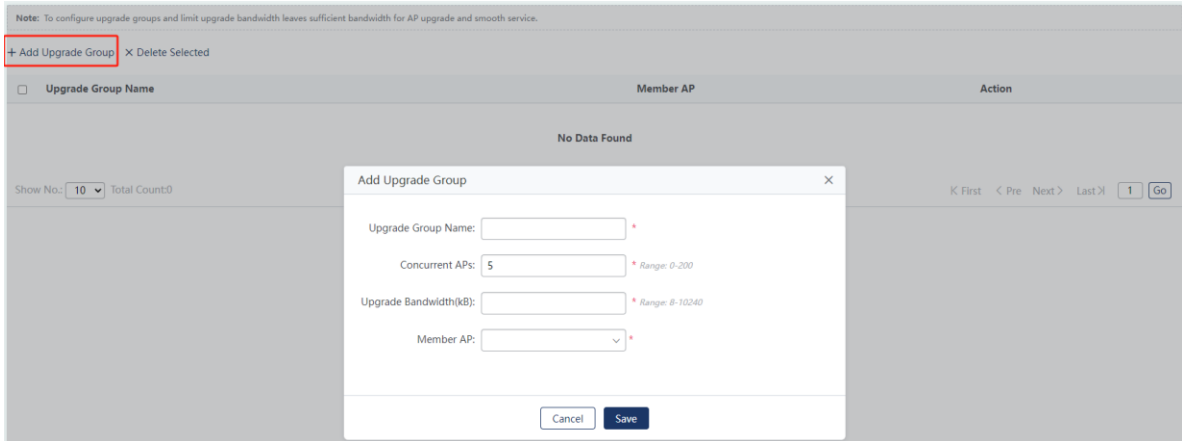 Note: To configure upgrade groups and limit upgrade bandwidth leaves sufficient bandwidth for AP upgrade and smooth service.
+ Add Upgrade Group × Delete Selected
Upgrade Group Name Member AP Action
No Data Found
Show No.: 10 Total Count:0 First Pre Next Last 1 Go
Add Upgrade Group ×
Upgrade Group Name: *
Concurrent APs: 5 * Range: 0-200
Upgrade Bandwidth(kB): * Range: 8-10240
Member AP: *
Cancel Save